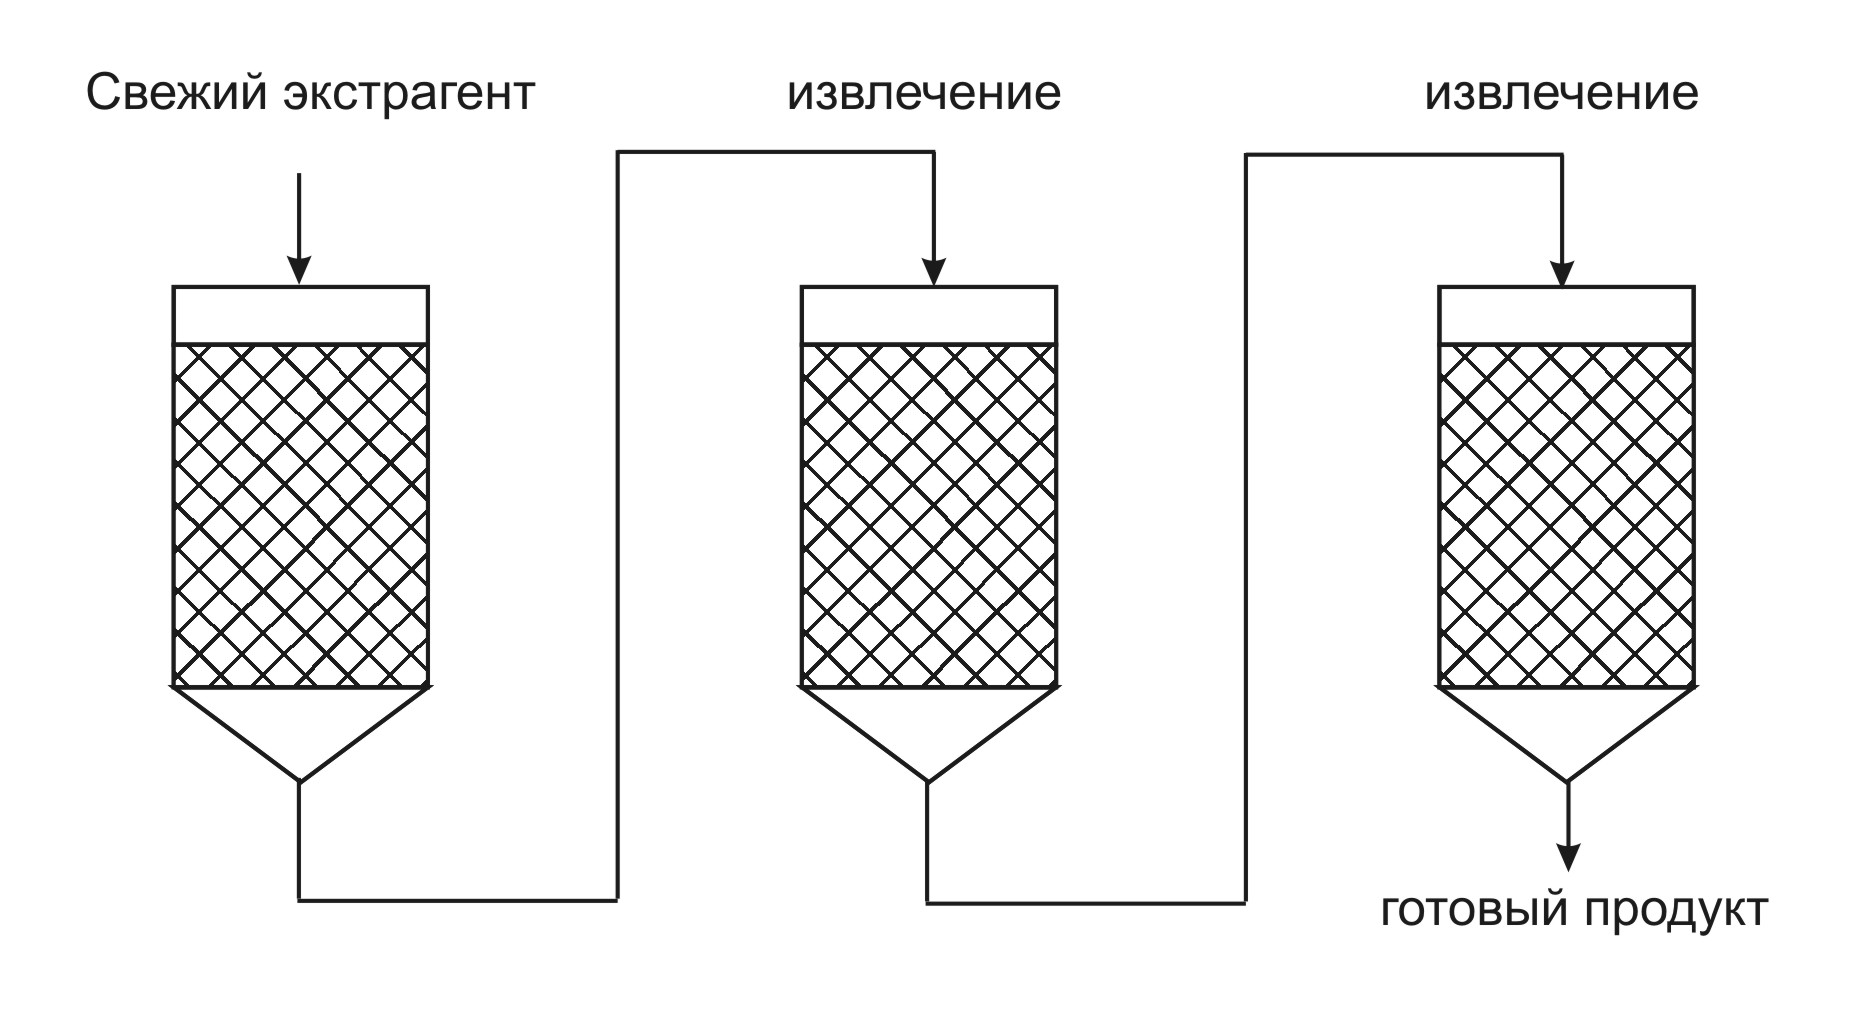 Свежий экстрагент
извлечение
извлечение
готовый продукт